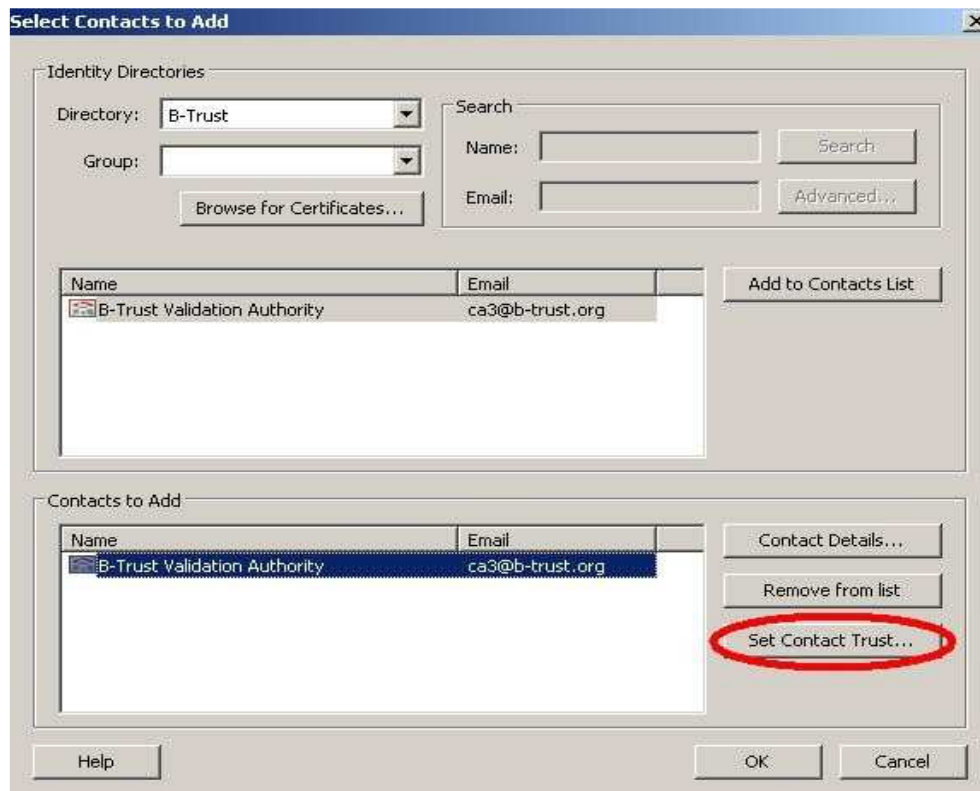 Select Contacts to Add
Identity Directories
Directory: B-Trust
Group:
Browse for Certificates...
Search
Name: Search
Email: Advanced...
Name Email
B-Trust Validation Authority ca3@b-trust.org
Add to Contacts List
Contacts to Add
Name Email
B-Trust Validation Authority ca3@b-trust.org
Contact Details...
Remove from list
Set Contact Trust...
Help OK Cancel